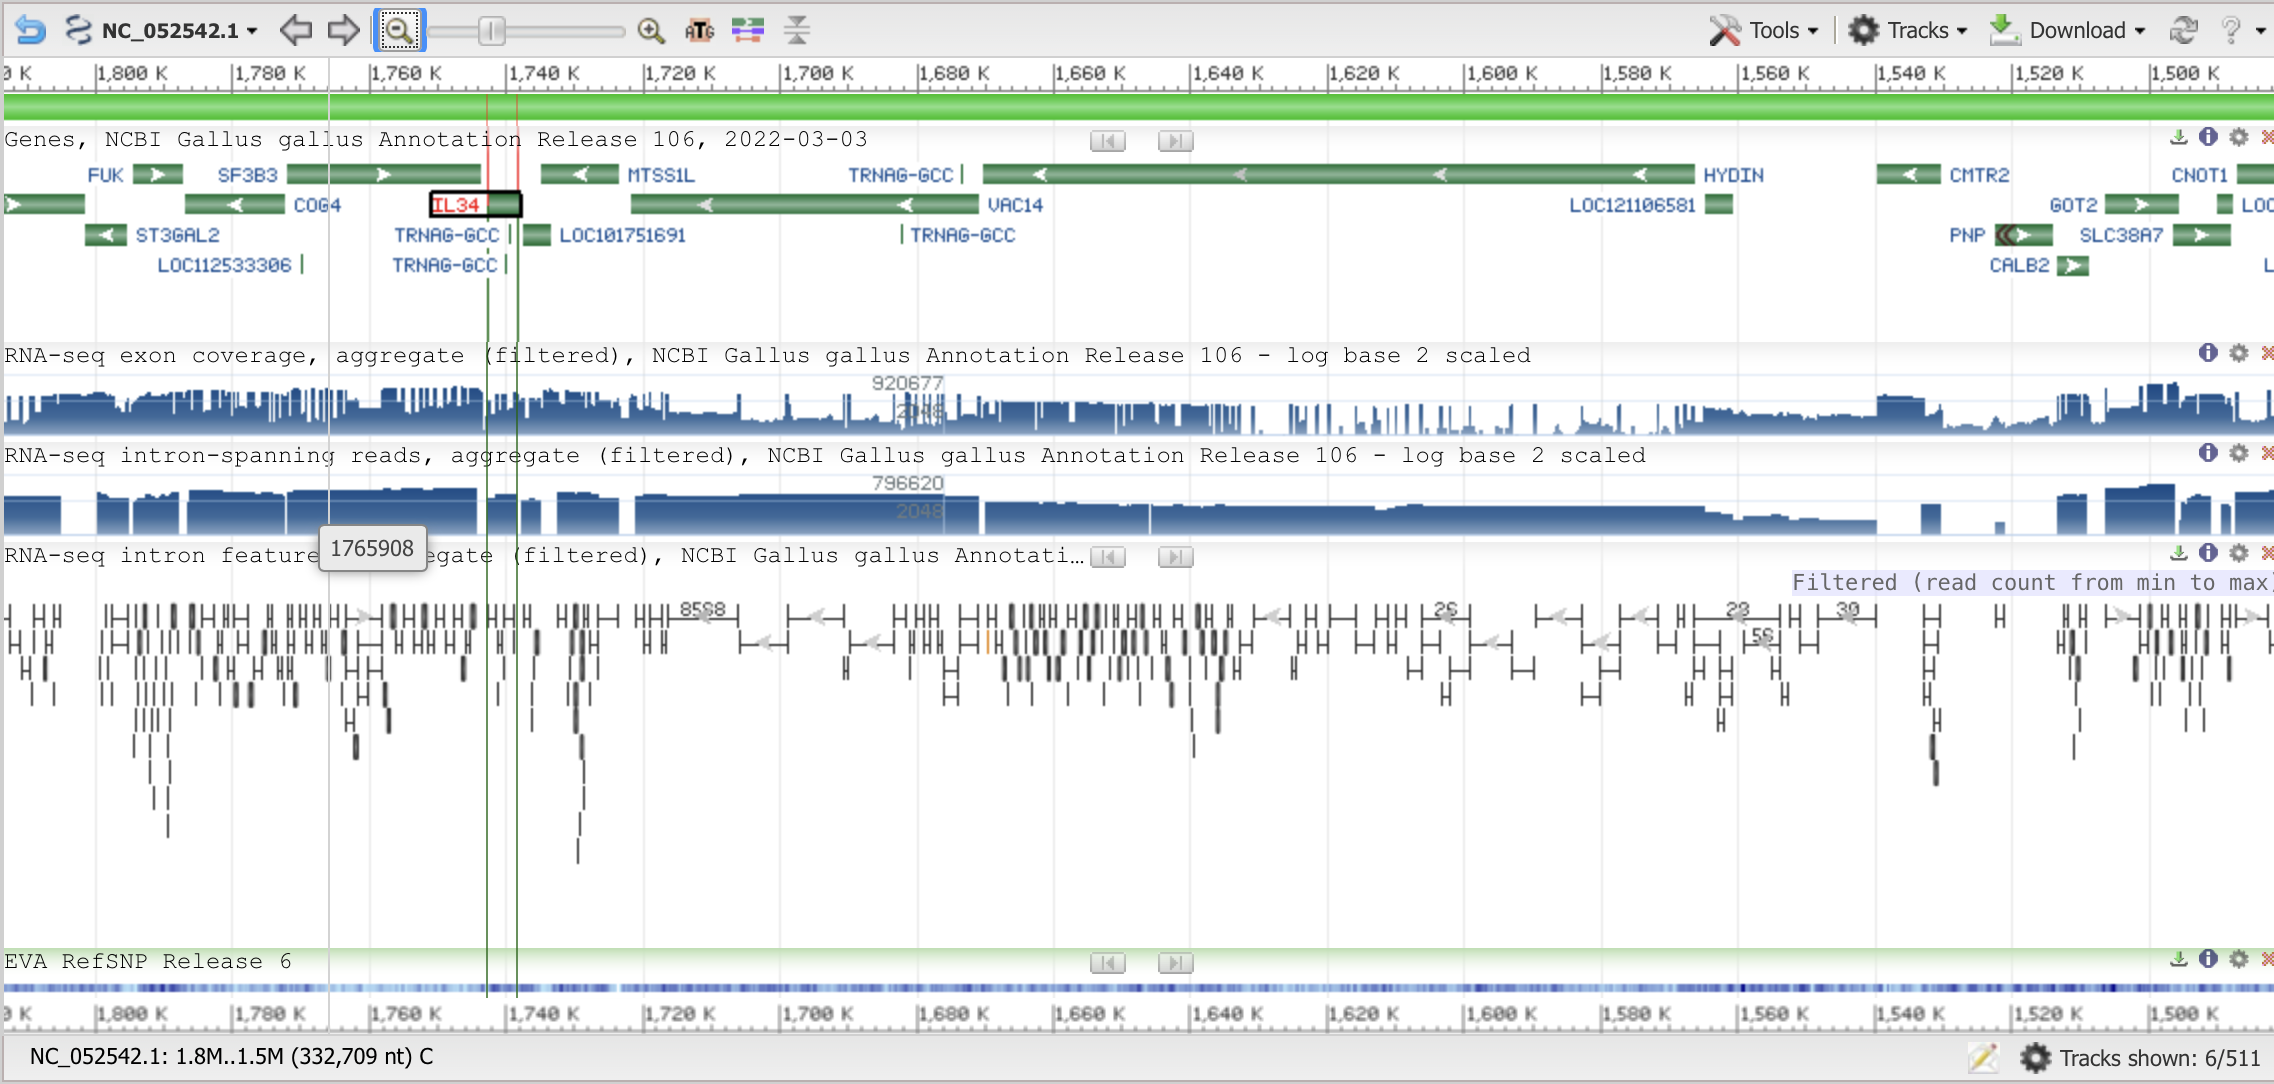 NC_052542.1 ATG Tools Tracks Download ?
0 K 1,800 K 1,780 K 1,760 K 1,740 K 1,720 K 1,700 K 1,680 K 1,660 K 1,640 K 1,620 K 1,600 K 1,580 K 1,560 K 1,540 K 1,520 K 1,500 K
Genes, NCBI Gallus gallus Annotation Release 106, 2022-03-03
FUK SF3B3 MTSS1L TRNAG-GCC HYDIN CMTR2 CNOT1
COG4 IL34 VAC14 LOC121106581 GOT2 LOC
ST3GAL2 TRNAG-GCC LOC101751691 TRNAG-GCC PNP SLC38A7
LOC112533306 TRNAG-GCC CALB2 L
RNA-seq exon coverage, aggregate (filtered), NCBI Gallus gallus Annotation Release 106 - log base 2 scaled
920677
2048
RNA-seq intron-spanning reads, aggregate (filtered), NCBI Gallus gallus Annotation Release 106 - log base 2 scaled
796620
2048
1765908
RNA-seq intron feature egate (filtered), NCBI Gallus gallus Annotati…
Filtered (read count from min to max)
EVA RefSNP Release 6
0 K 1,800 K 1,780 K 1,760 K 1,740 K 1,720 K 1,700 K 1,680 K 1,660 K 1,640 K 1,620 K 1,600 K 1,580 K 1,560 K 1,540 K 1,520 K 1,500 K
NC_052542.1: 1.8M..1.5M (332,709 nt) C Tracks shown: 6/511